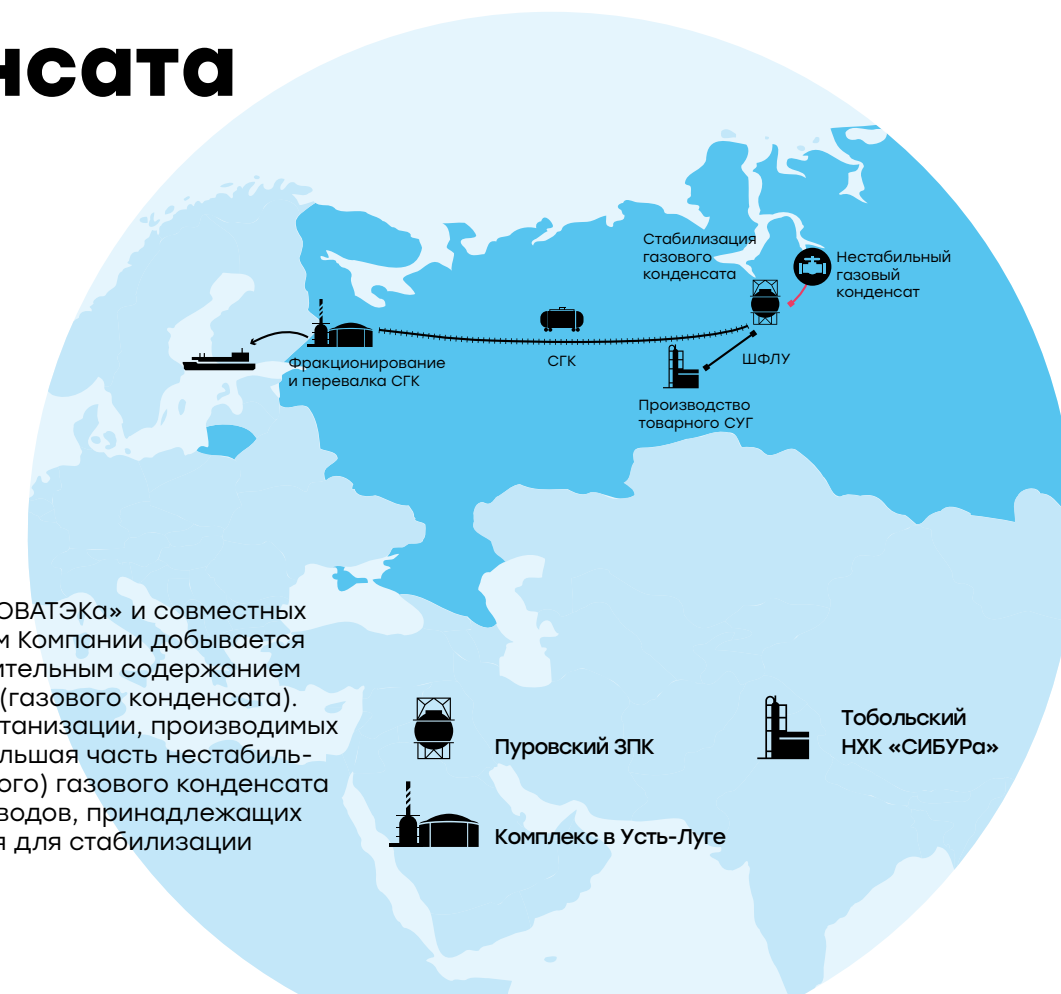 нсата
Стабилизация
газового
конденсата
Нестабильный
газовый
конденсат
Фракционирование
и перевалка СГК
СГК
ШФЛУ
Производство
товарного СУГ
ОВАТЭКа» и совместных
м Компании добывается
ительным содержанием
(газового конденсата).
танизации, производимых
льшая часть нестабиль-
ого) газового конденсата
водов, принадлежащих
я для стабилизации
Пуровский ЗПК
Тобольский
НХК «СИБУРа»
Комплекс в Усть-Луге